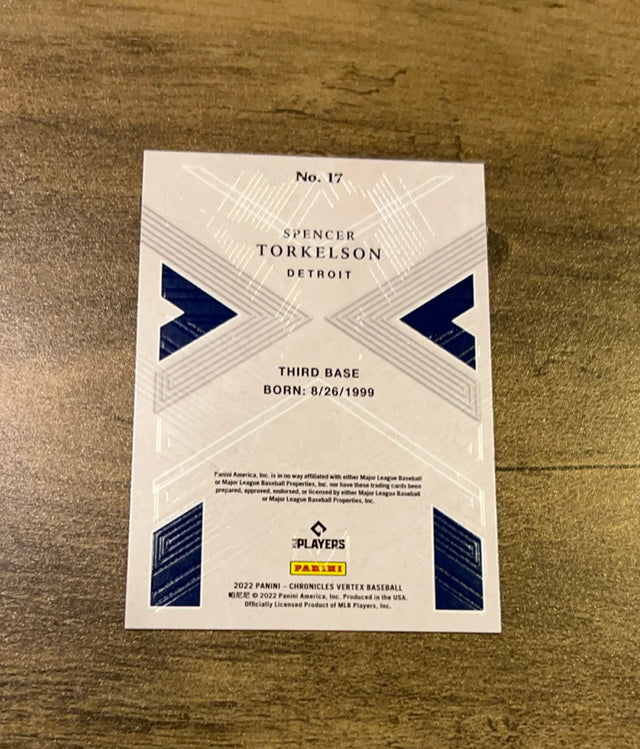 No. 17
SPENCER
TORKELSON
DETROIT
THIRD BASE
BORN: 8/26/1999
Panini America, Inc. is in no way affiliated with either Major League Baseball
or Major League Baseball Properties, Inc. nor have these trading cards been
prepared, approved, endorsed, or licensed by either Major League Baseball
or Major League Baseball Properties, Inc.
PLAYERS
PANINI
2022 PANINI – CHRONICLES VERTEX BASEBALL
帕尼尼 © 2022 Panini America, Inc. Produced in the USA.
Officially Licensed Product of MLB Players, Inc.